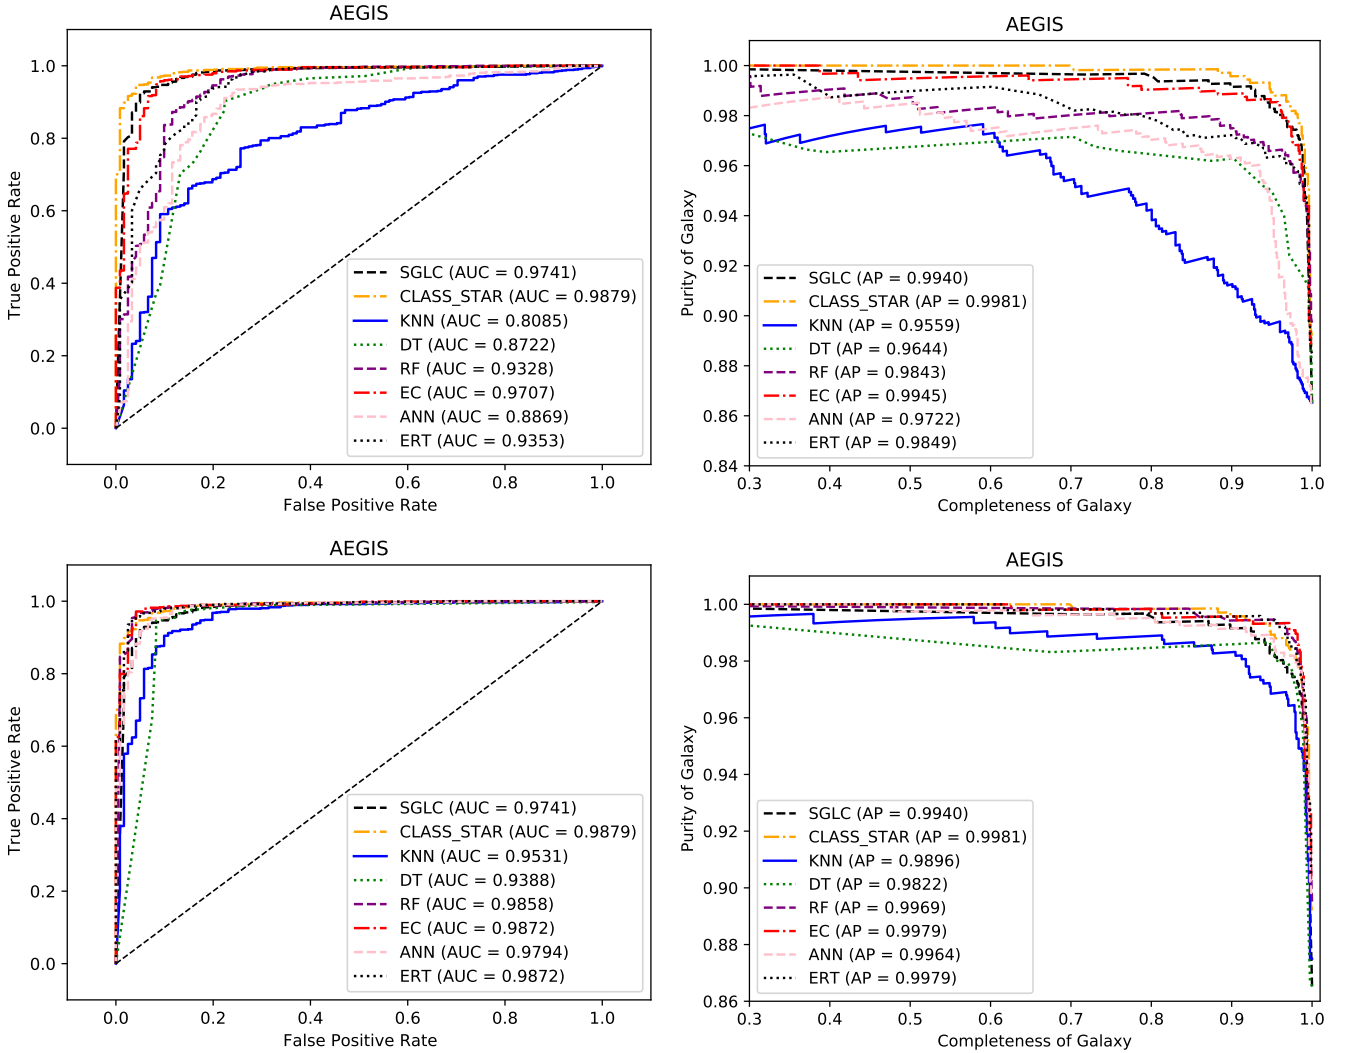 AEGIS
True Positive Rate
1.0
0.8
0.6
0.4
0.2
0.0
SGLC (AUC = 0.9741)
CLASS_STAR (AUC = 0.9879)
KNN (AUC = 0.8085)
DT (AUC = 0.8722)
RF (AUC = 0.9328)
EC (AUC = 0.9707)
ANN (AUC = 0.8869)
ERT (AUC = 0.9353)
0.0 0.2 0.4 0.6 0.8 1.0
False Positive Rate
AEGIS
Purity of Galaxy
1.00
0.98
0.96
0.94
0.92
0.90
0.88
0.86
0.84
SGLC (AP = 0.9940)
CLASS_STAR (AP = 0.9981)
KNN (AP = 0.9559)
DT (AP = 0.9644)
RF (AP = 0.9843)
EC (AP = 0.9945)
ANN (AP = 0.9722)
ERT (AP = 0.9849)
0.3 0.4 0.5 0.6 0.7 0.8 0.9 1.0
Completeness of Galaxy
AEGIS
True Positive Rate
1.0
0.8
0.6
0.4
0.2
0.0
SGLC (AUC = 0.9741)
CLASS_STAR (AUC = 0.9879)
KNN (AUC = 0.9531)
DT (AUC = 0.9388)
RF (AUC = 0.9858)
EC (AUC = 0.9872)
ANN (AUC = 0.9794)
ERT (AUC = 0.9872)
0.0 0.2 0.4 0.6 0.8 1.0
False Positive Rate
AEGIS
Purity of Galaxy
1.00
0.98
0.96
0.94
0.92
0.90
0.88
0.86
SGLC (AP = 0.9940)
CLASS_STAR (AP = 0.9981)
KNN (AP = 0.9896)
DT (AP = 0.9822)
RF (AP = 0.9969)
EC (AP = 0.9979)
ANN (AP = 0.9964)
ERT (AP = 0.9979)
0.3 0.4 0.5 0.6 0.7 0.8 0.9 1.0
Completeness of Galaxy